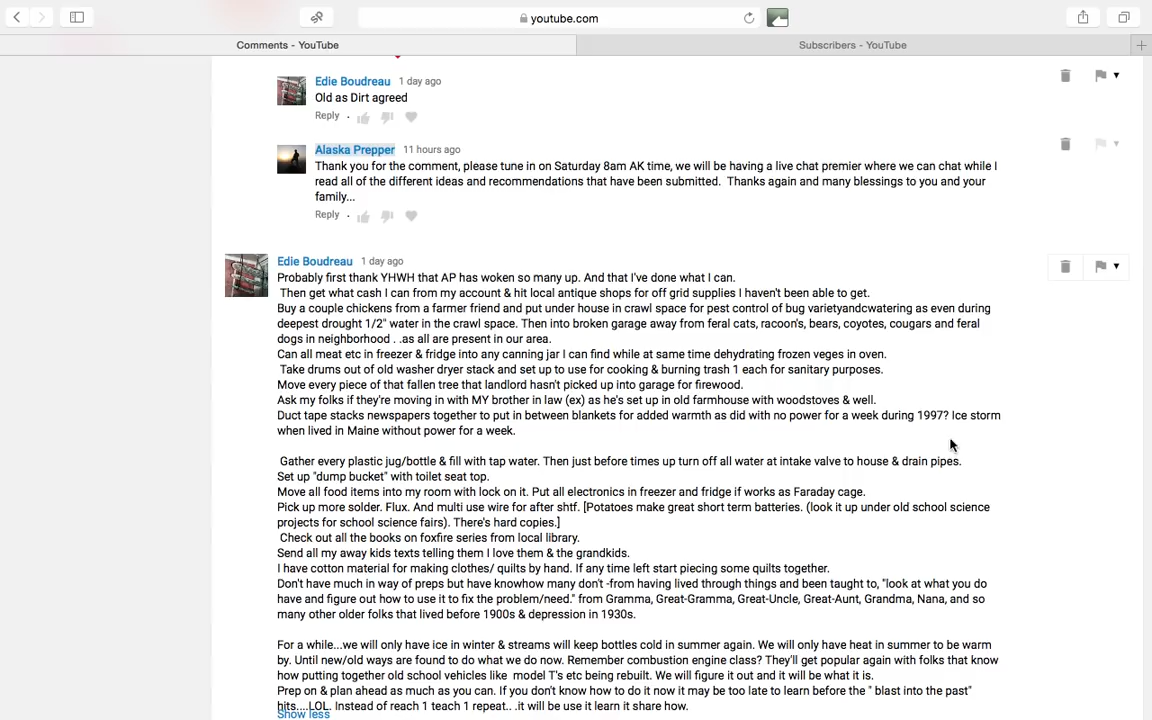 youtube.com
Comments - YouTube
Subscribers - YouTube
Edie Boudreau 1 day ago
Old as Dirt agreed
Reply
Alaska Prepper 11 hours ago
Thank you for the comment, please tune in on Saturday 8am AK time, we will be having a live chat premier where we can chat while I
read all of the different ideas and recommendations that have been submitted. Thanks again and many blessings to you and your
family...
Reply
Edie Boudreau 1 day ago
Probably first thank YHWH that AP has woken so many up. And that I've done what I can.
Then get what cash I can from my account & hit local antique shops for off grid supplies I haven't been able to get.
Buy a couple chickens from a farmer friend and put under house in crawl space for pest control of bug varietyandcwatering as even during
deepest drought 1/2" water in the crawl space. Then into broken garage away from feral cats, racoon's, bears, coyotes, cougars and feral
dogs in neighborhood . .as all are present in our area.
Can all meat etc in freezer & fridge into any canning jar I can find while at same time dehydrating frozen veges in oven.
Take drums out of old washer dryer stack and set up to use for cooking & burning trash 1 each for sanitary purposes.
Move every piece of that fallen tree that landlord hasn't picked up into garage for firewood.
Ask my folks if they're moving in with MY brother in law (ex) as he's set up in old farmhouse with woodstoves & well.
Duct tape stacks newspapers together to put in between blankets for added warmth as did with no power for a week during 1997? Ice storm
when lived in Maine without power for a week.
Gather every plastic jug/bottle & fill with tap water. Then just before times up turn off all water at intake valve to house & drain pipes.
Set up "dump bucket" with toilet seat top.
Move all food items into my room with lock on it. Put all electronics in freezer and fridge if works as Faraday cage.
Pick up more solder. Flux. And multi use wire for after shtf. [Potatoes make great short term batteries. (look it up under old school science
projects for school science fairs). There's hard copies.]
Check out all the books on foxfire series from local library.
Send all my away kids texts telling them I love them & the grandkids.
I have cotton material for making clothes/ quilts by hand. If any time left start piecing some quilts together.
Don't have much in way of preps but have knowhow many don't -from having lived through things and been taught to, "look at what you do
have and figure out how to use it to fix the problem/need." from Gramma, Great-Gramma, Great-Uncle, Great-Aunt, Grandma, Nana, and so
many other older folks that lived before 1900s & depression in 1930s.
For a while...we will only have ice in winter & streams will keep bottles cold in summer again. We will only have heat in summer to be warm
by. Until new/old ways are found to do what we do now. Remember combustion engine class? They'll get popular again with folks that know
how putting together old school vehicles like model T's etc being rebuilt. We will figure it out and it will be what it is.
Prep on & plan ahead as much as you can. If you don't know how to do it now it may be too late to learn before the " blast into the past"
hits....LOL. Instead of reach 1 teach 1 repeat.. .it will be use it learn it share how.
Show less